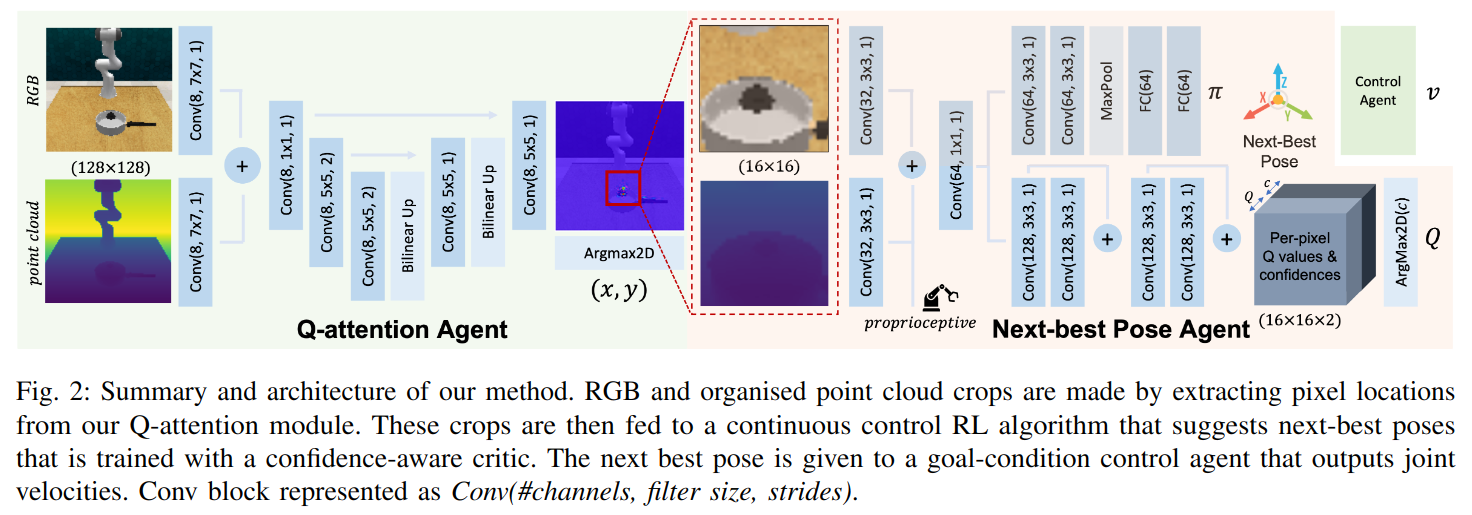 RGB
(128×128)
point cloud
Conv(8, 7x7, 1)
Conv(8, 7x7, 1)
+
Conv(8, 1x1, 1)
Conv(8, 5x5, 2)
Conv(8, 5x5, 2)
Bilinear Up
Conv(8, 5x5, 1)
Bilinear Up
Conv(8, 5x5, 1)
Argmax2D
(x, y)
Q-attention Agent
(16×16)
Conv(32, 3x3, 1)
Conv(32, 3x3, 1)
+
proprioceptive
Conv(64, 1x1, 1)
Conv(64, 3x3, 1)
Conv(64, 3x3, 1)
MaxPool
FC(64)
FC(64)
π
Conv(128, 3x3, 1)
Conv(128, 3x3, 1)
+
Conv(128, 3x3, 1)
Conv(128, 3x3, 1)
+
X
Z
Y
Next-Best
Pose
Q
c
Per-pixel
Q values &
confidences
(16×16×2)
ArgMax2D(c)
Q
Control
Agent
v
Next-best Pose Agent
Fig. 2: Summary and architecture of our method. RGB and organised point cloud crops are made by extracting pixel locations
from our Q-attention module. These crops are then fed to a continuous control RL algorithm that suggests next-best poses
that is trained with a confidence-aware critic. The next best pose is given to a goal-condition control agent that outputs joint
velocities. Conv block represented as Conv(#channels, filter size, strides).